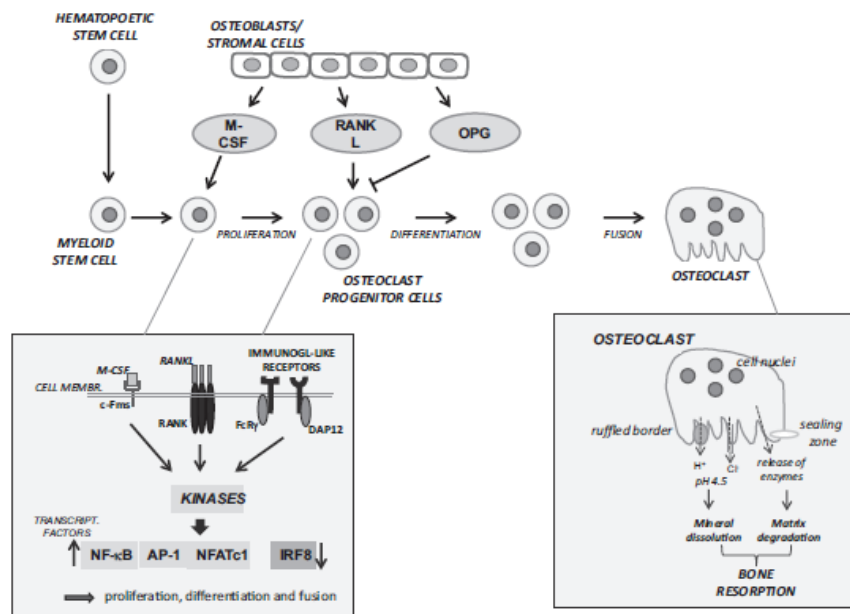 HEMATOPOETIC
STEM CELL
OSTEOBLASTS/
STROMAL CELLS
M-
CSF
RANK
L
OPG
MYELOID
STEM CELL
PROLIFERATION
DIFFERENTIATION
FUSION
OSTEOCLAST
PROGENITOR CELLS
OSTEOCLAST
M-CSF
RANKL
IMMUNOGL-LIKE
RECEPTORS
CELL MEMBR.
c-Fms
RANK
FcRγ
DAP12
KINASES
TRANSCRIPT.
FACTORS
NF-κB
AP-1
NFATc1
IRF8
proliferation, differentiation and fusion
OSTEOCLAST
cell nuclei
ruffled border
sealing
zone
H⁺
Cl⁻
release of
enzymes
pH 4.5
Mineral
dissolution
Matrix
degradation
BONE
RESORPTION